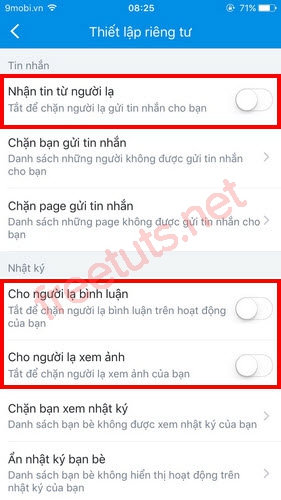 9mobi.vn
08:25
71%
Thiết lập riêng tư
Tin nhắn
Nhận tin từ người lạ
Tắt để chặn người lạ gửi tin nhắn cho bạn
Chặn bạn gửi tin nhắn
Danh sách những người không được gửi tin nhắn
cho bạn
Chặn page gửi tin nhắn
Danh sách những page không được gửi tin nhắn cho
bạn
freetuts.net
Nhật ký
Cho người lạ bình luận
Tắt để chặn người lạ bình luận trên hoạt động
của bạn
Cho người lạ xem ảnh
Tắt để chặn người lạ xem ảnh của bạn
Chặn bạn xem nhật ký
Danh sách bạn bè không được xem nhật ký của bạn
Ẩn nhật ký bạn bè
Danh sách bạn bè không hiển thị hoạt động trên
nhật ký của bạn